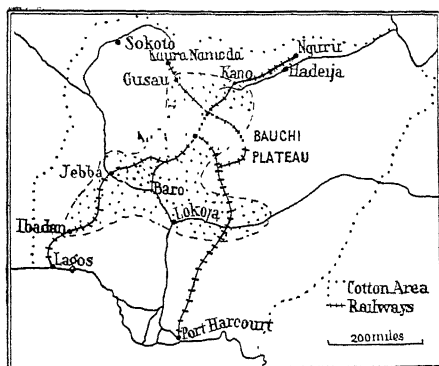 Sokoto
Kaura Namoda
Nguru
Gusau
Kano
Hadeija
BAUCHI
PLATEAU
Jebba
Baro
Lokoja
Ibadan
Lagos
Port Harcourt
Cotton Area
Railways
200 miles